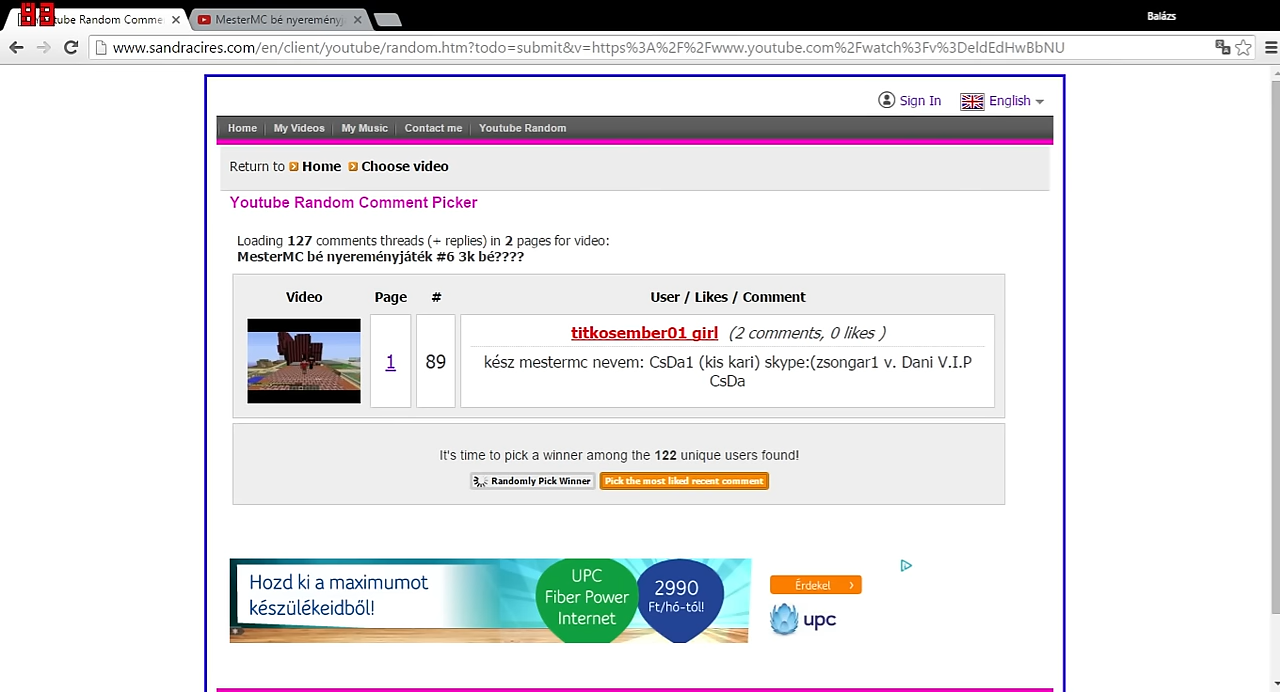 88
utube Random Comme
MesterMC bé nyereményj
Balázs
www.sandracires.com/en/client/youtube/random.htm?todo=submit&v=https%3A%2F%2Fwww.youtube.com%2Fwatch%3Fv%3DeldEdHwBbNU
Sign In English
Home My Videos My Music Contact me Youtube Random
Return to Home Choose video
Youtube Random Comment Picker
Loading 127 comments threads (+ replies) in 2 pages for video:
MesterMC bé nyereményjáték #6 3k bé????
Video Page # User / Likes / Comment
titkosember01 girl (2 comments, 0 likes )
1 89 kész mestermc nevem: CsDa1 (kis kari) skype:(zsongar1 v. Dani V.I.P
CsDa
It's time to pick a winner among the 122 unique users found!
Randomly Pick Winner Pick the most liked recent comment
Hozd ki a maximumot
készülékeidből!
UPC
Fiber Power
Internet
2990
Ft/hó-tól!
Érdekel
upc